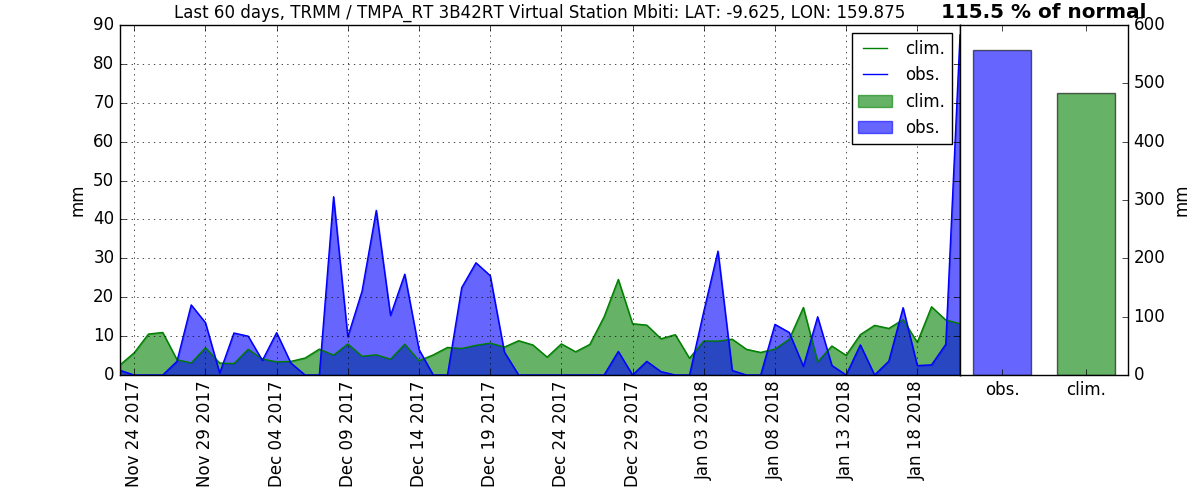 Last 60 days, TRMM / TMPA_RT 3B42RT Virtual Station Mbiti: LAT: -9.625, LON: 159.875
115.5 % of normal
90
80
70
60
50
40
30
20
10
0
mm
clim.
obs.
clim.
obs.
600
500
400
300
200
100
0
mm
obs.
clim.
Nov 24 2017
Nov 29 2017
Dec 04 2017
Dec 09 2017
Dec 14 2017
Dec 19 2017
Dec 24 2017
Dec 29 2017
Jan 03 2018
Jan 08 2018
Jan 13 2018
Jan 18 2018